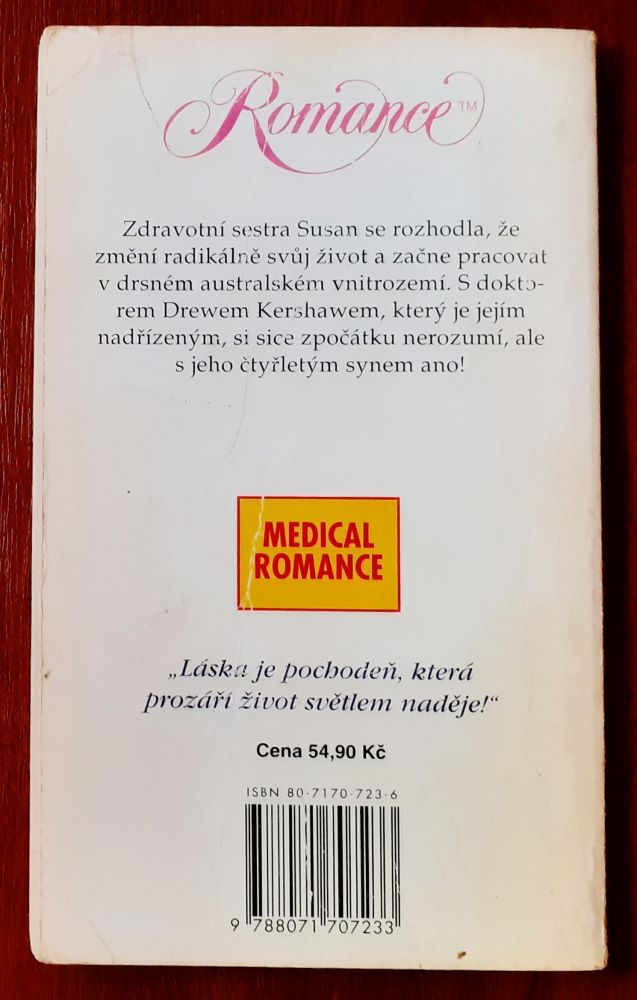 Romance™
Zdravotní sestra Susan se rozhodla, že
změní radikálně svůj život a začne pracovat
v drsném australském vnitrozemí. S dokto-
rem Drewem Kershawem, který je jejím
nadřízeným, si sice zpočátku nerozumí, ale
s jeho čtyřletým synem ano!
MEDICAL
ROMANCE
„Láska je pochodeň, která
prozáří život světlem naděje!“
Cena 54,90 Kč
ISBN 80-7170-723-6
9 788071 707233